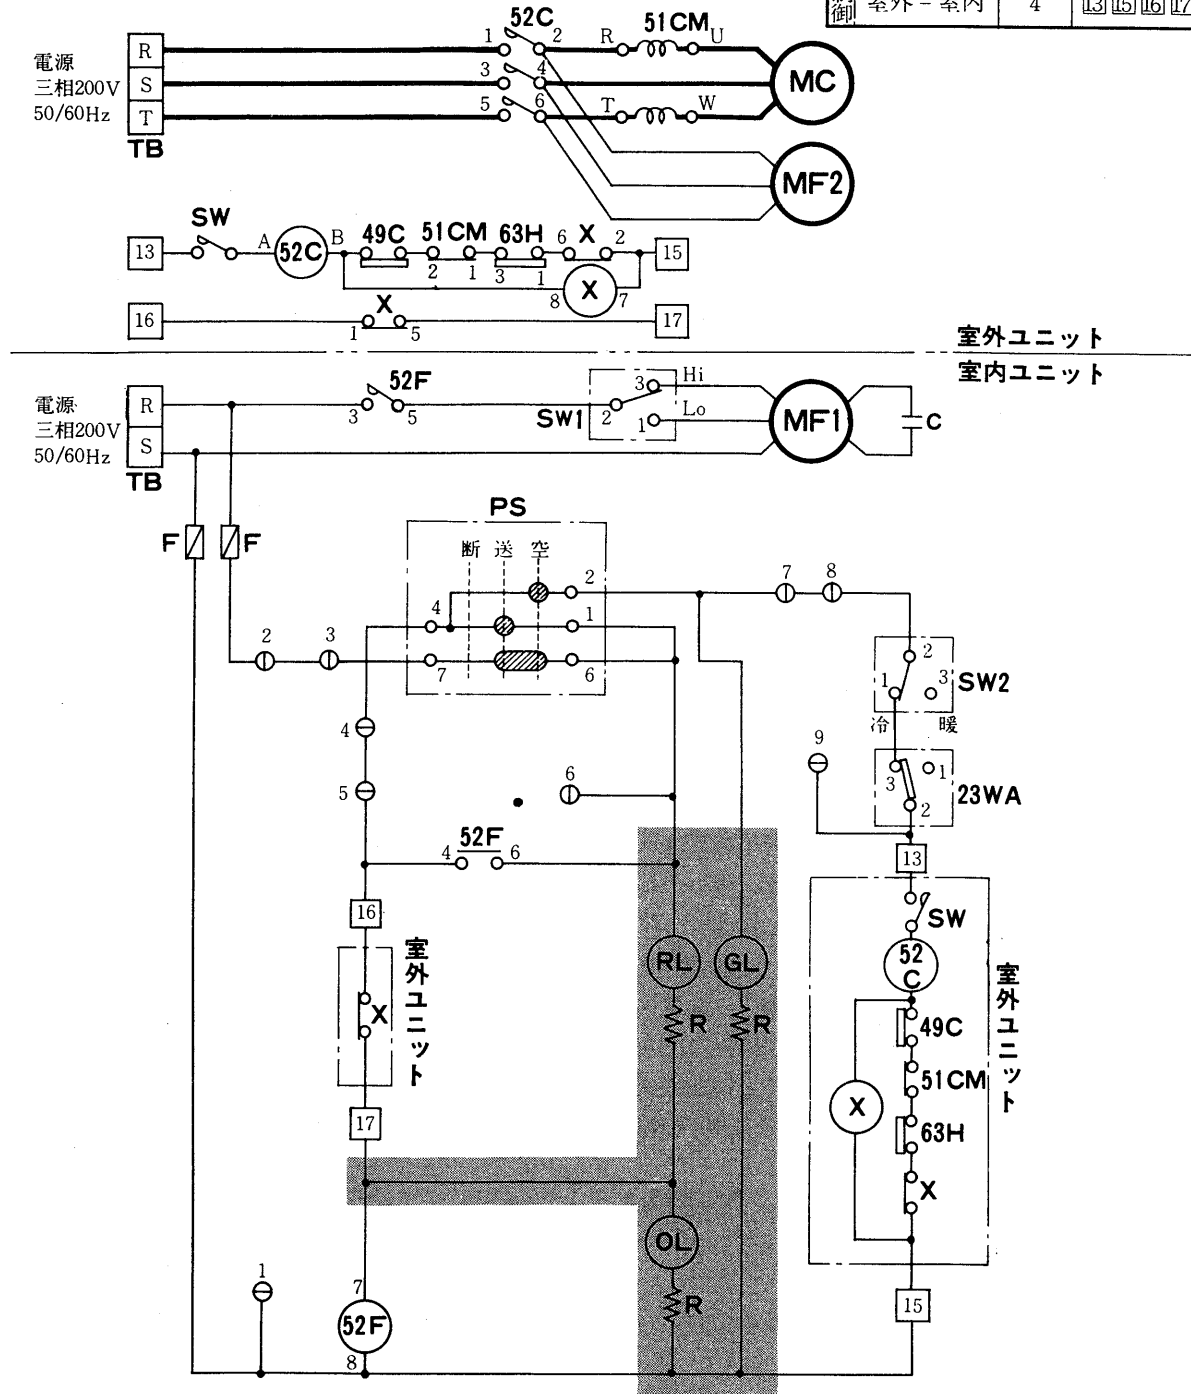 御 室外－室内 4 13 15 16 17
52C
51CM
1 2 R U
電源
三相200V
50/60Hz
R
S
T
TB
3 4
5 6 T W
MC
MF2
SW
13 A 52C B 49C 51CM 63H 6 X 2 15
2 1 3 1
8 X 7
16 X 17
1 5
室外ユニット
室内ユニット
電源
三相200V
50/60Hz
R
S
TB
52F
3 5
SW1
3 Hi
2
1 Lo
MF1
C
F F
PS
断 送 空
2
4 1
7 6
2 3
7 8
2
1 3
SW2
冷 暖
4
5
6
9
3 1
2
23WA
52F
4 6
13
16
室外ユニット
X
17
RL GL
R R
SW
52C
49C
51CM
63H
X
X
室外ユニット
OL
R
1
7
52F
8
15